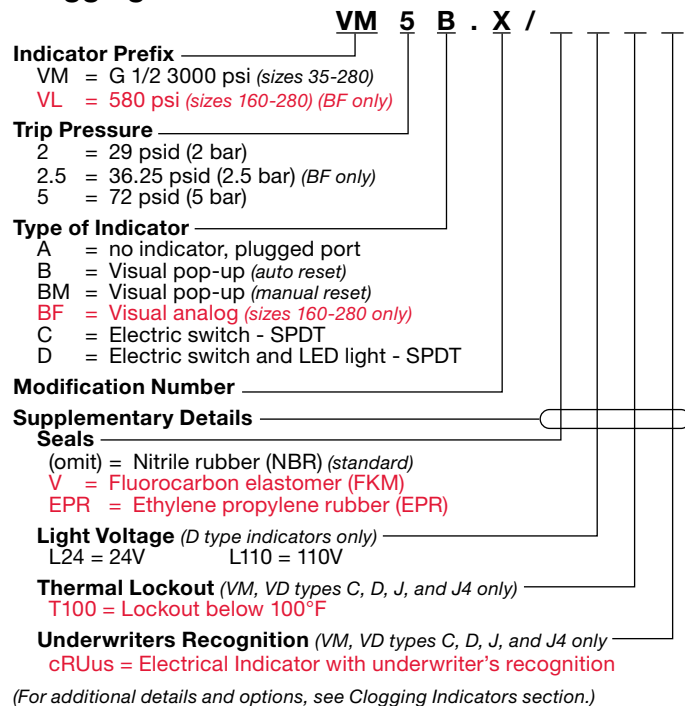 VM 5 B . X /
Indicator Prefix
VM = G 1/2 3000 psi (sizes 35-280)
VL = 580 psi (sizes 160-280) (BF only)
Trip Pressure
2 = 29 psid (2 bar)
2.5 = 36.25 psid (2.5 bar) (BF only)
5 = 72 psid (5 bar)
Type of Indicator
A = no indicator, plugged port
B = Visual pop-up (auto reset)
BM = Visual pop-up (manual reset)
BF = Visual analog (sizes 160-280 only)
C = Electric switch - SPDT
D = Electric switch and LED light - SPDT
Modification Number
Supplementary Details
Seals
(omit) = Nitrile rubber (NBR) (standard)
V = Fluorocarbon elastomer (FKM)
EPR = Ethylene propylene rubber (EPR)
Light Voltage (D type indicators only)
L24 = 24V L110 = 110V
Thermal Lockout (VM, VD types C, D, J, and J4 only)
T100 = Lockout below 100°F
Underwriters Recognition (VM, VD types C, D, J, and J4 only
cRUus = Electrical Indicator with underwriter's recognition
(For additional details and options, see Clogging Indicators section.)